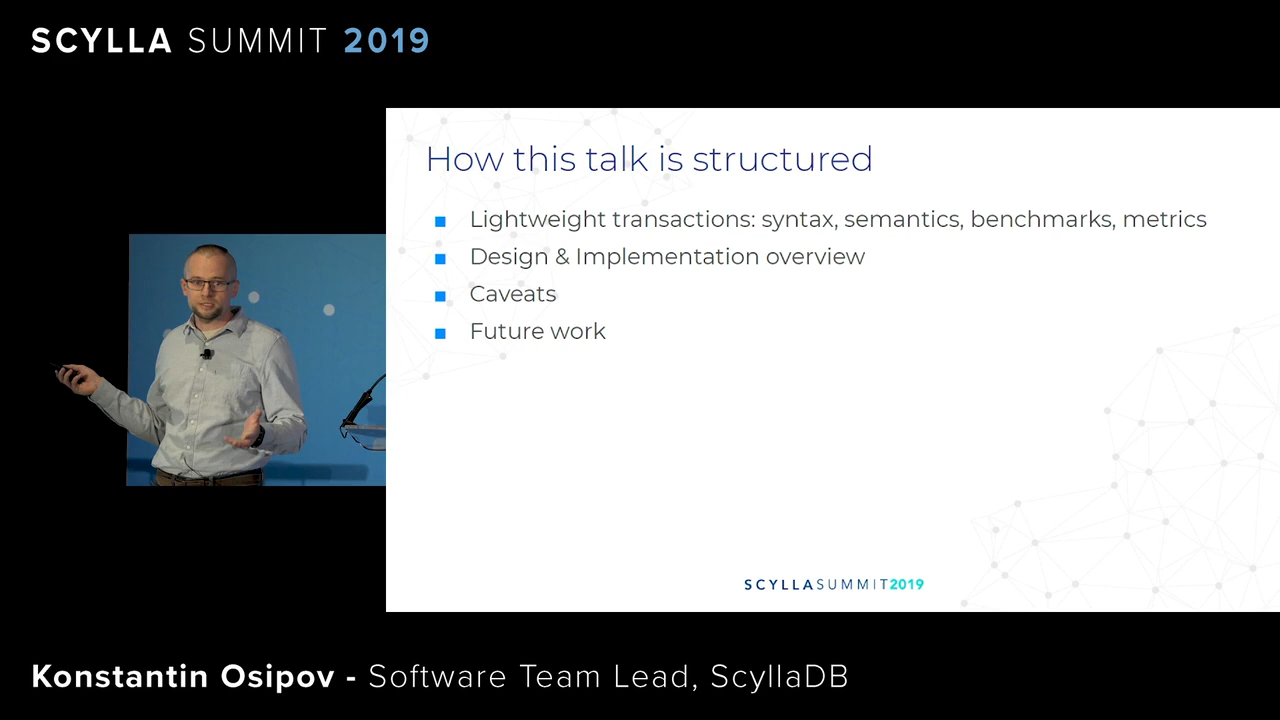 SCYLLA SUMMIT 2019
How this talk is structured
Lightweight transactions: syntax, semantics, benchmarks, metrics
Design & Implementation overview
Caveats
Future work
SCYLLASUMMIT2019
Konstantin Osipov - Software Team Lead, ScyllaDB